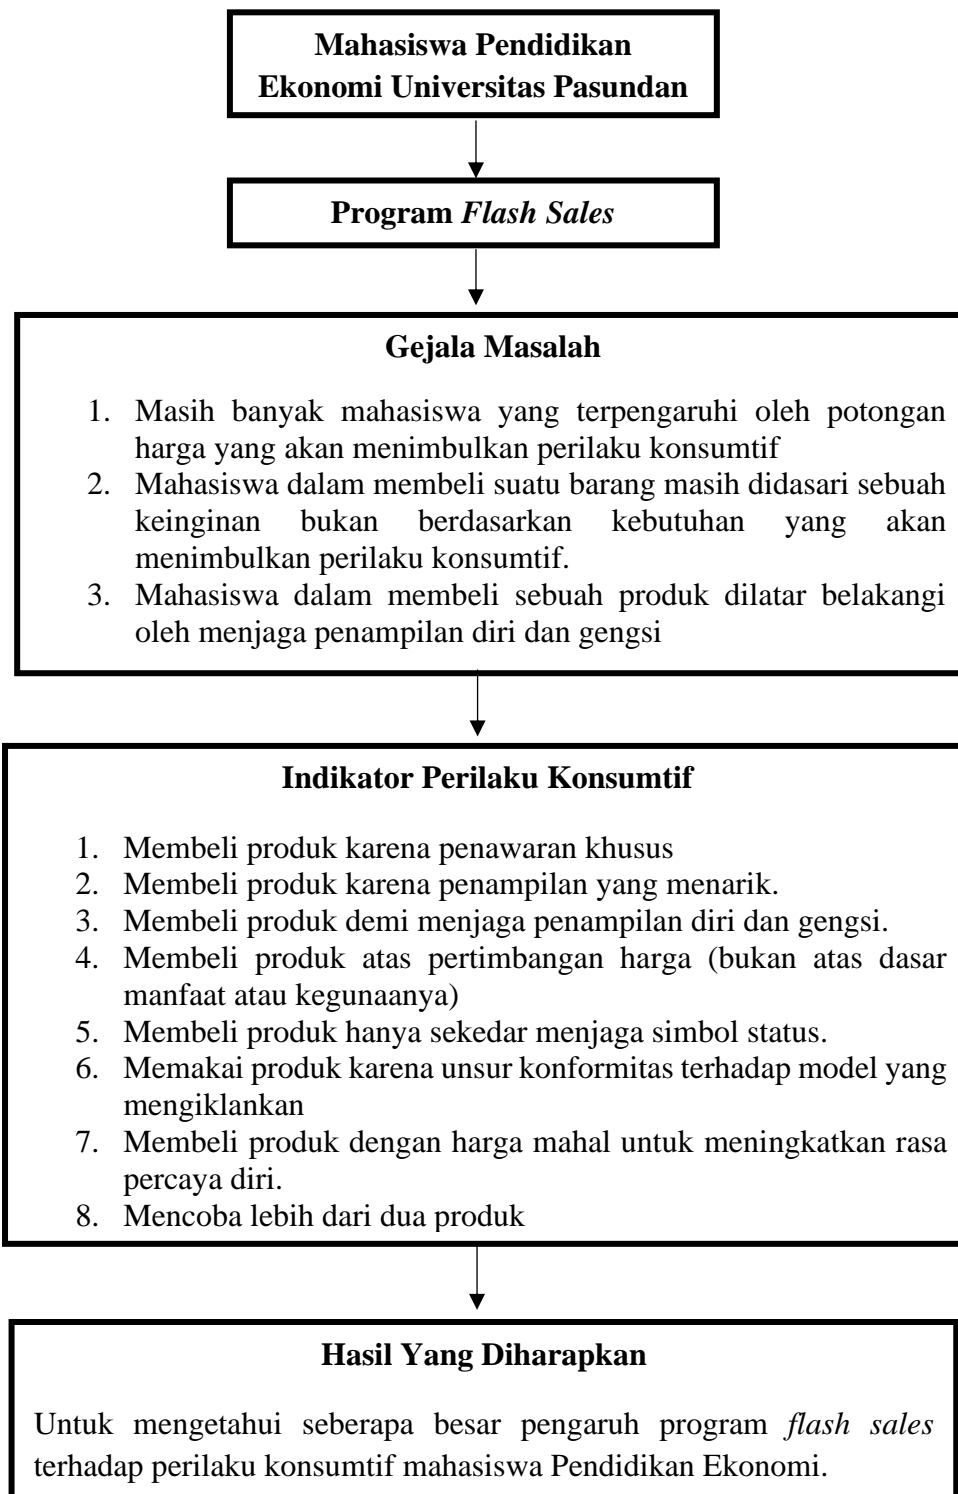 Mahasiswa Pendidikan
Ekonomi Universitas Pasundan
Program Flash Sales
Gejala Masalah
1. Masih banyak mahasiswa yang terpengaruhi oleh potongan
harga yang akan menimbulkan perilaku konsumtif
2. Mahasiswa dalam membeli suatu barang masih didasari sebuah
keinginan bukan berdasarkan kebutuhan yang akan
menimbulkan perilaku konsumtif.
3. Mahasiswa dalam membeli sebuah produk dilatar belakangi
oleh menjaga penampilan diri dan gengsi
Indikator Perilaku Konsumtif
1. Membeli produk karena penawaran khusus
2. Membeli produk karena penampilan yang menarik.
3. Membeli produk demi menjaga penampilan diri dan gengsi.
4. Membeli produk atas pertimbangan harga (bukan atas dasar
manfaat atau kegunaanya)
5. Membeli produk hanya sekedar menjaga simbol status.
6. Memakai produk karena unsur konformitas terhadap model yang
mengiklankan
7. Membeli produk dengan harga mahal untuk meningkatkan rasa
percaya diri.
8. Mencoba lebih dari dua produk
Hasil Yang Diharapkan
Untuk mengetahui seberapa besar pengaruh program flash sales
terhadap perilaku konsumtif mahasiswa Pendidikan Ekonomi.